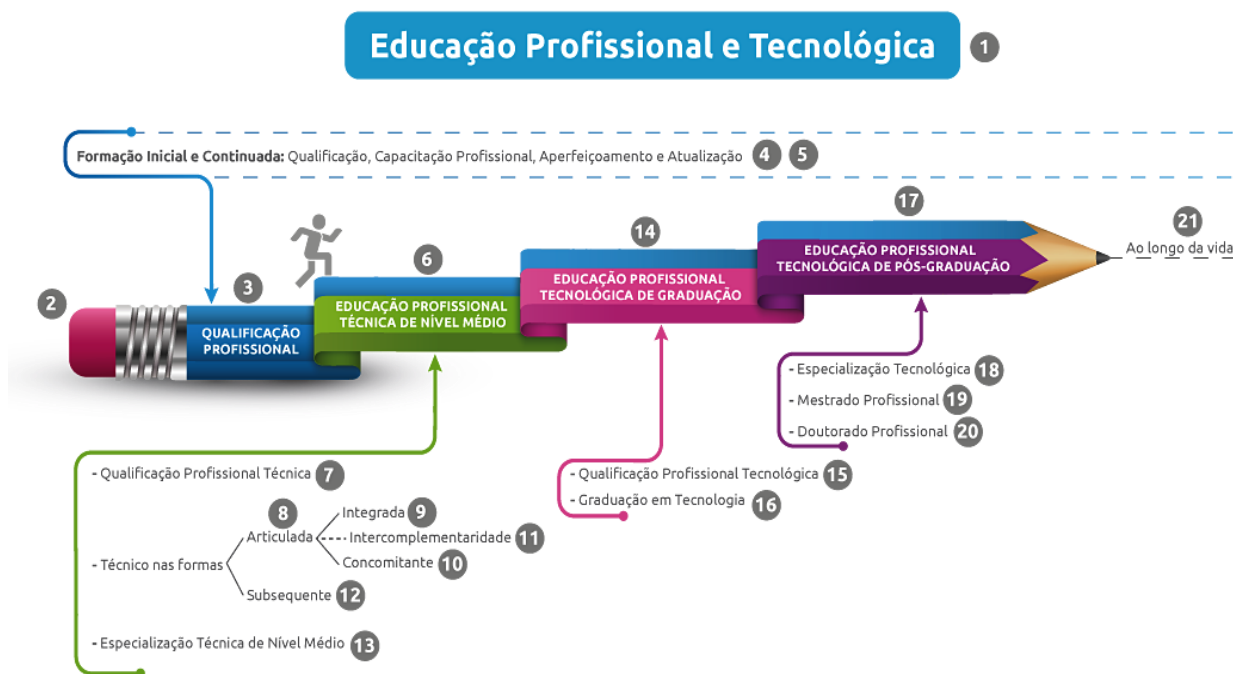 Educação Profissional e Tecnológica 1
Formação Inicial e Continuada: Qualificação, Capacitação Profissional, Aperfeiçoamento e Atualização 4 5
2
3
QUALIFICAÇÃO
PROFISSIONAL
6
EDUCAÇÃO PROFISSIONAL
TÉCNICA DE NÍVEL MÉDIO
14
EDUCAÇÃO PROFISSIONAL
TECNOLÓGICA DE GRADUAÇÃO
17
EDUCAÇÃO PROFISSIONAL
TECNOLÓGICA DE PÓS-GRADUAÇÃO
21
Ao longo da vida
- Qualificação Profissional Técnica 7
- Técnico nas formas
8
Articulada
Integrada 9
Intercomplementaridade 11
Concomitante 10
Subsequente 12
- Especialização Técnica de Nível Médio 13
- Qualificação Profissional Tecnológica 15
- Graduação em Tecnologia 16
- Especialização Tecnológica 18
- Mestrado Profissional 19
- Doutorado Profissional 20